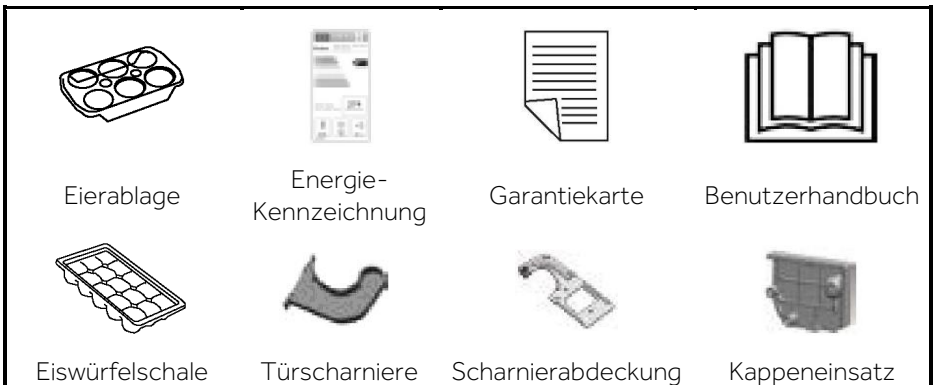 Eierablage
Energie-
Kennzeichnung
Garantiekarte
Benutzerhandbuch
Eiswürfelschale
Türscharniere
Scharnierabdeckung
Kappeneinsatz